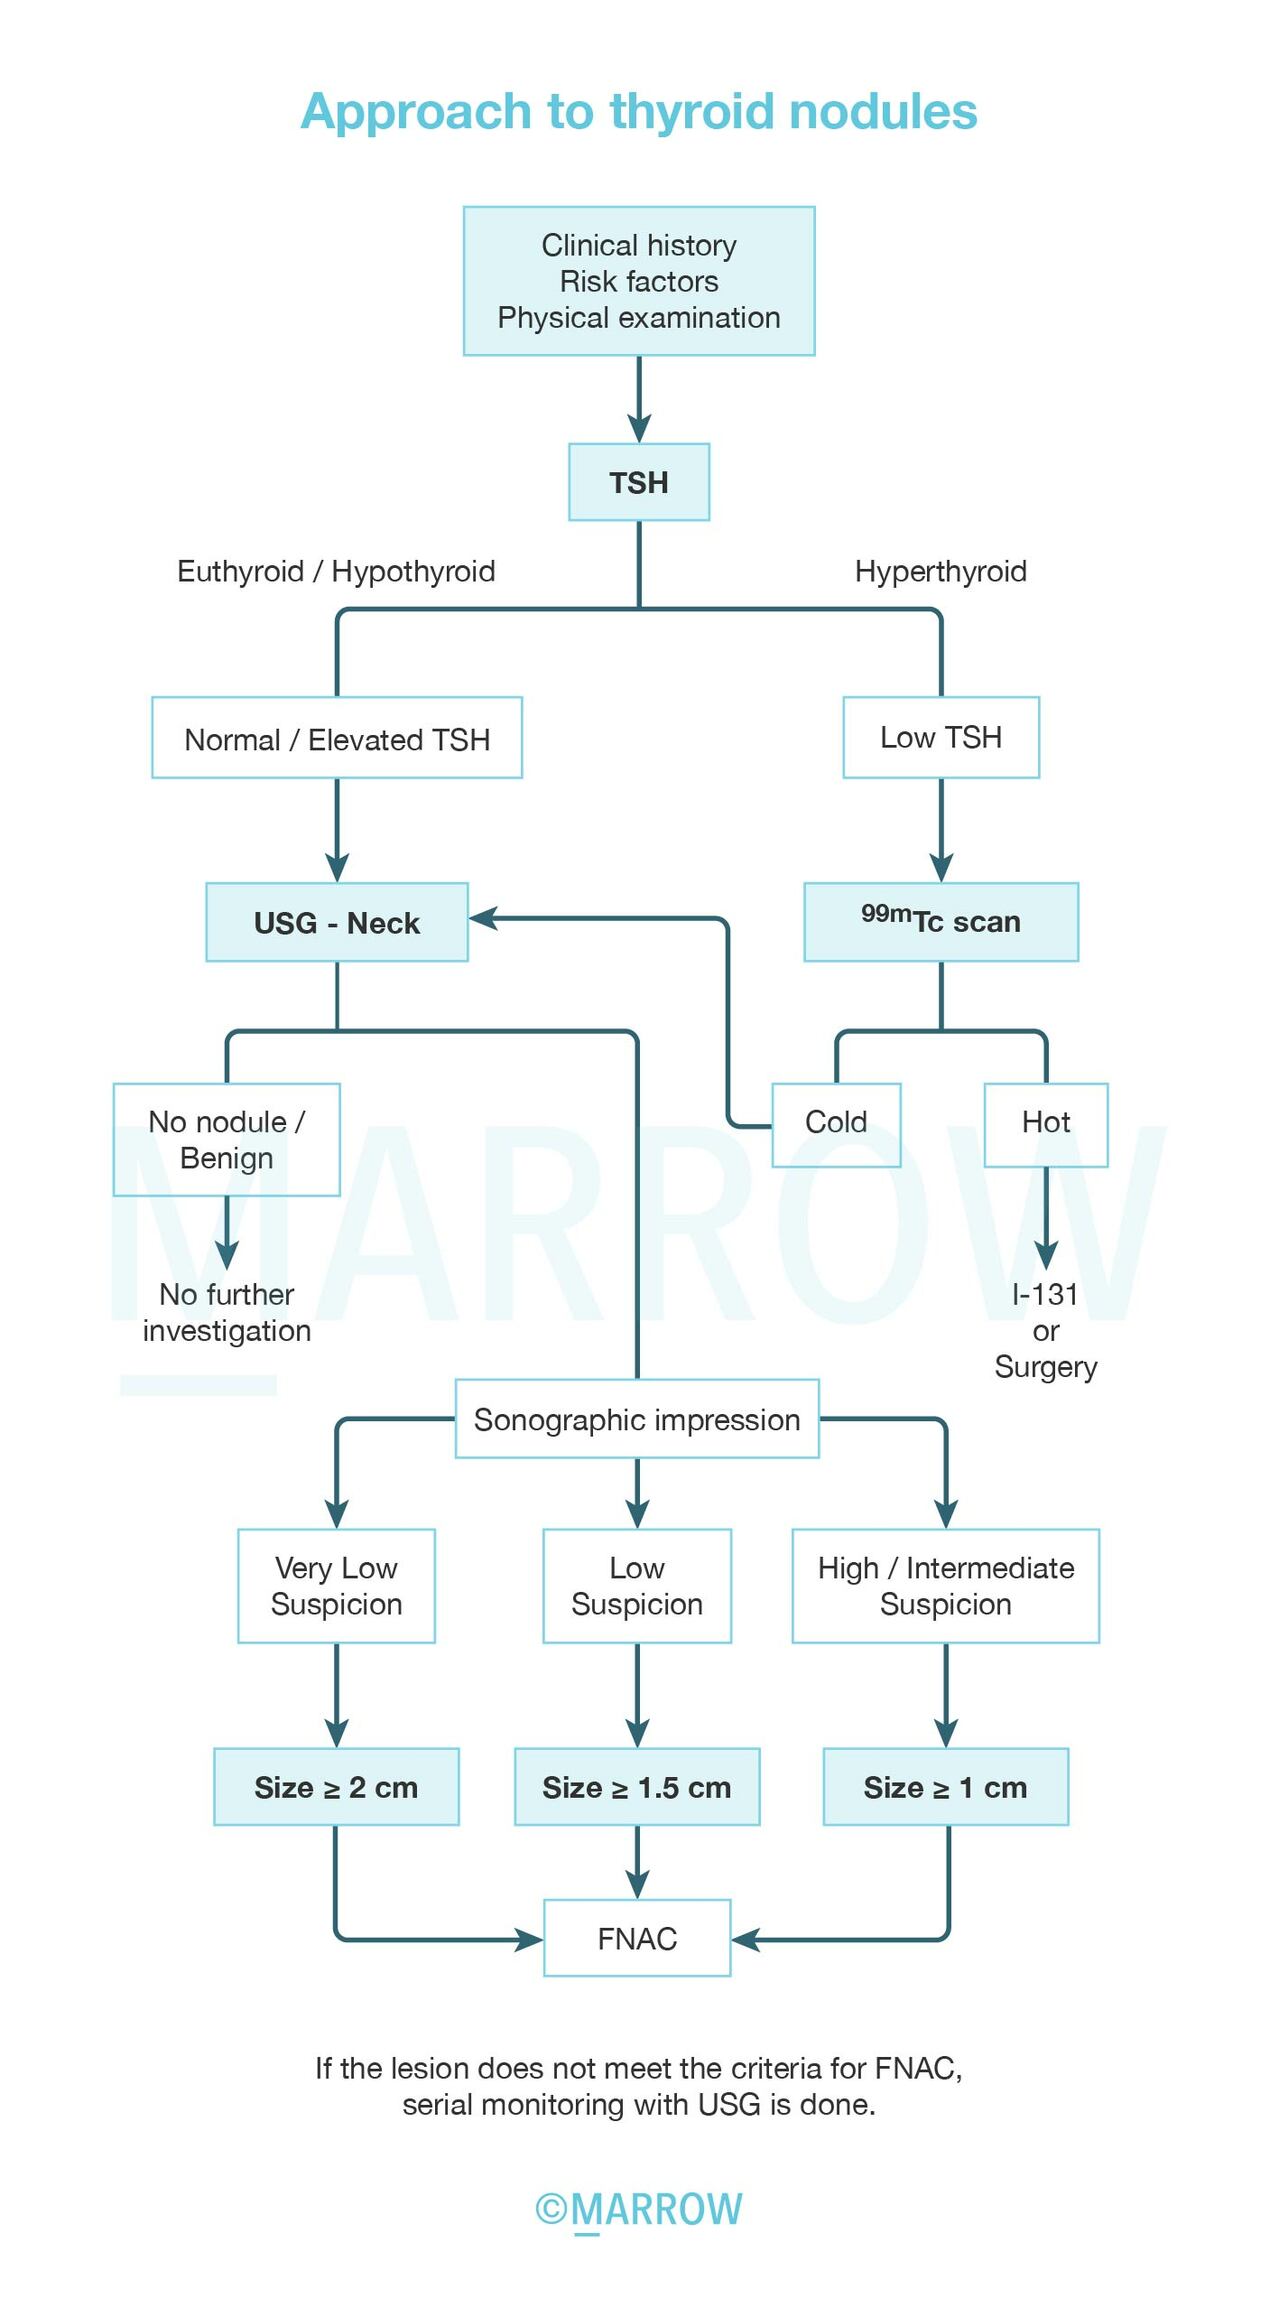 Approach to thyroid nodules
Clinical history
Risk factors
Physical examination
TSH
Euthyroid / Hypothyroid
Hyperthyroid
Normal / Elevated TSH
Low TSH
USG - Neck
99mTc scan
No nodule /
Benign
Cold
Hot
MARROW
No further
investigation
I-131
or
Surgery
Sonographic impression
Very Low
Suspicion
Low
Suspicion
High / Intermediate
Suspicion
Size ≥ 2 cm
Size ≥ 1.5 cm
Size ≥ 1 cm
FNAC
If the lesion does not meet the criteria for FNAC,
serial monitoring with USG is done.
©MARROW